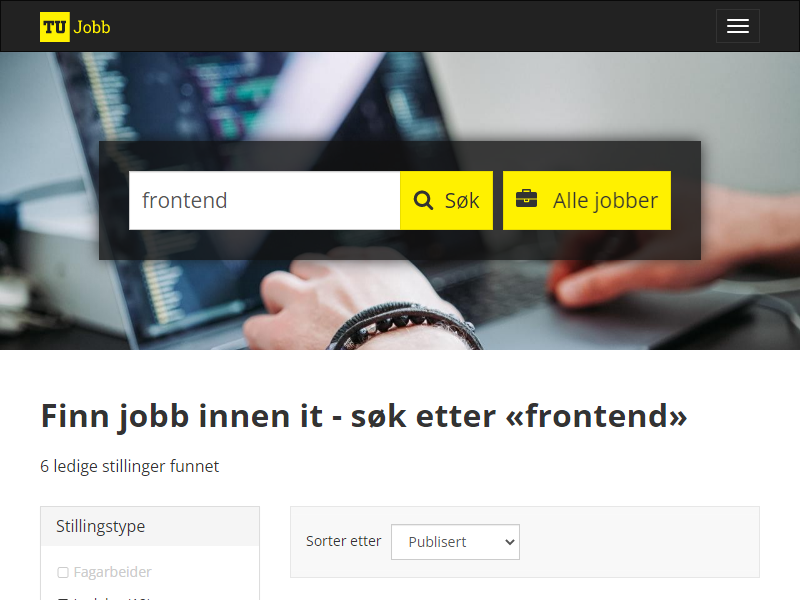 TU Jobb
frontend
Søk
Alle jobber
Finn jobb innen it - søk etter «frontend»
6 ledige stillinger funnet
Stillingstype
Sorter etter
Publisert
Fagarbeider